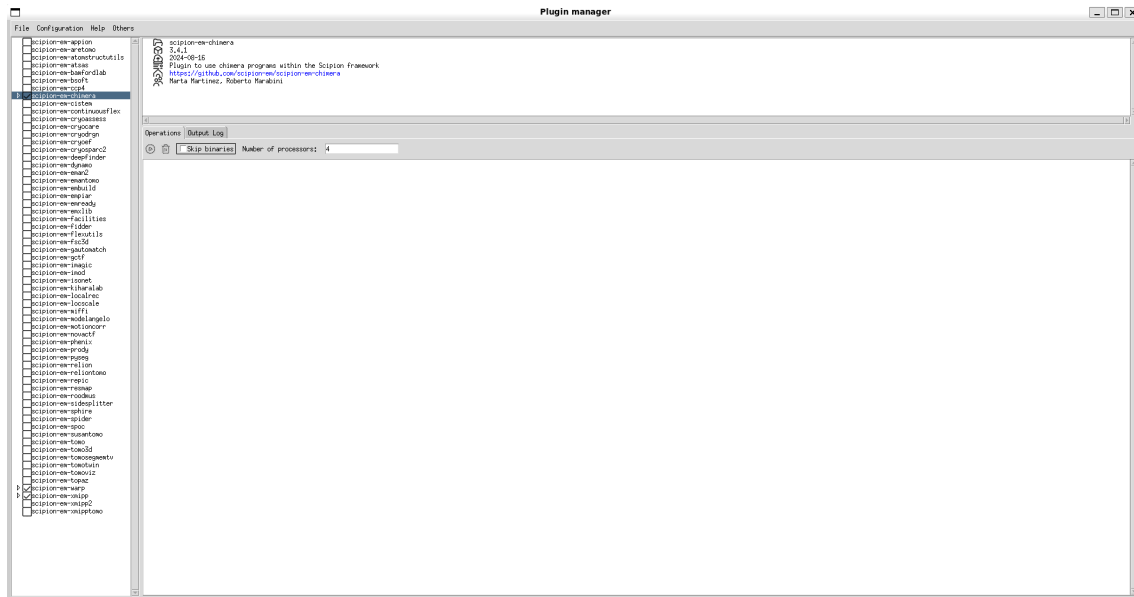 Plugin manager
File Configuration Help Others
scipion-em-appion
scipion-em-aretomo
scipion-em-atomstructutils
scipion-em-atsas
scipion-em-bamfordlab
scipion-em-bsoft
scipion-em-ccp4
scipion-em-chimera
scipion-em-cistem
scipion-em-continuousflex
scipion-em-cryoassess
scipion-em-cryocare
scipion-em-cryodrgn
scipion-em-cryoef
scipion-em-cryosparc2
scipion-em-deepfinder
scipion-em-dynamo
scipion-em-eman2
scipion-em-emantomo
scipion-em-embuild
scipion-em-empiar
scipion-em-emready
scipion-em-emxlib
scipion-em-facilities
scipion-em-fidder
scipion-em-flexutils
scipion-em-fsc3d
scipion-em-gautomatch
scipion-em-gctf
scipion-em-imagic
scipion-em-imod
scipion-em-isonet
scipion-em-kiharalab
scipion-em-localrec
scipion-em-locscale
scipion-em-miffi
scipion-em-modelangelo
scipion-em-motioncorr
scipion-em-novactf
scipion-em-phenix
scipion-em-prody
scipion-em-pyseg
scipion-em-relion
scipion-em-reliontomo
scipion-em-repic
scipion-em-resmap
scipion-em-roodmus
scipion-em-sidesplitter
scipion-em-sphire
scipion-em-spider
scipion-em-spoc
scipion-em-susantomo
scipion-em-tomo
scipion-em-tomo3d
scipion-em-tomosegmemtv
scipion-em-tomotwin
scipion-em-tomoviz
scipion-em-topaz
scipion-em-warp
scipion-em-xmipp
scipion-em-xmipp2
scipion-em-xmipptomo
scipion-em-chimera
3.4.1
2024-08-16
Plugin to use chimera programs within the Scipion framework
https://github.com/scipion-em/scipion-em-chimera
Marta Martinez, Roberto Marabini
Operations Output Log
Skip binaries Number of processors: 4